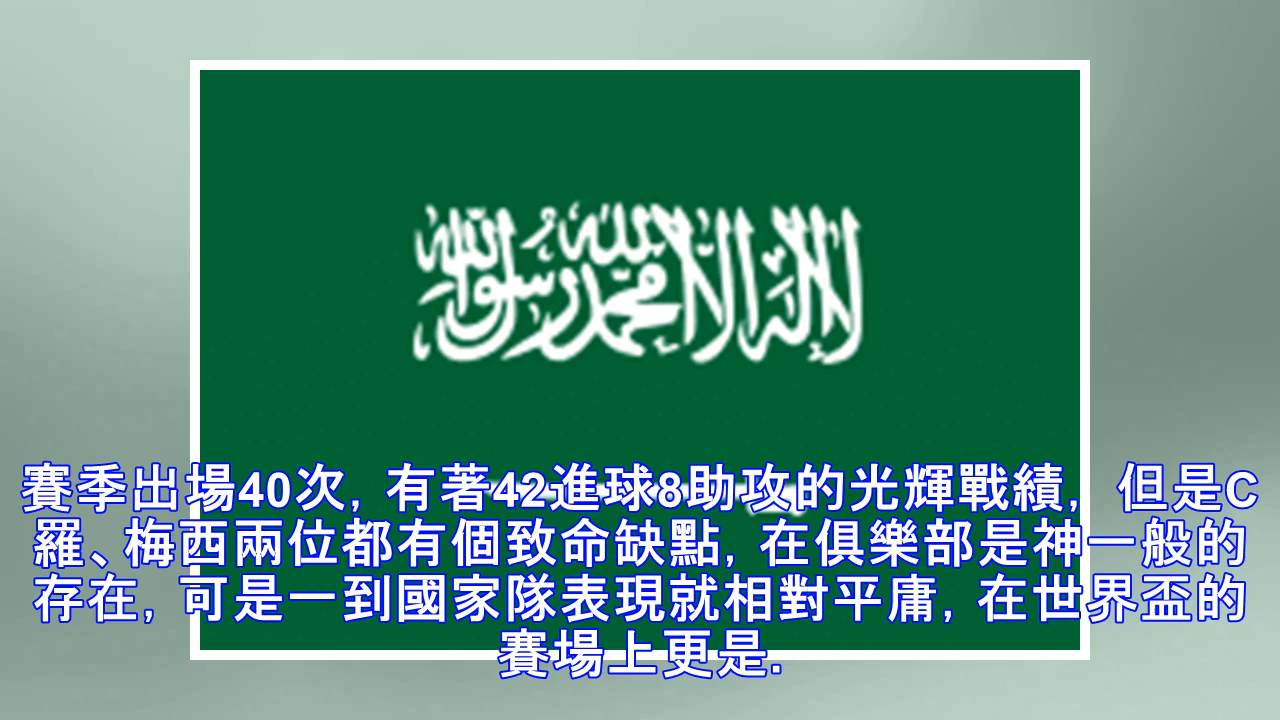 لا إله إلا الله محمد رسول الله
賽季出場40次, 有著42進球8助攻的光輝戰績, 但是C
羅、梅西兩位都有個致命缺點, 在俱樂部是神一般的
存在, 可是一到國家隊表現就相對平庸, 在世界盃的
賽場上更是.